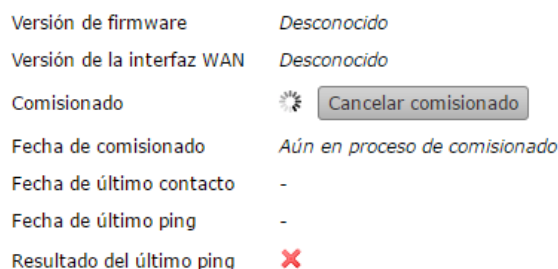 Versión de firmware Desconocido
Versión de la interfaz WAN Desconocido
Comisionado Cancelar comisionado
Fecha de comisionado Aún en proceso de comisionado
Fecha de último contacto -
Fecha de último ping -
Resultado del último ping